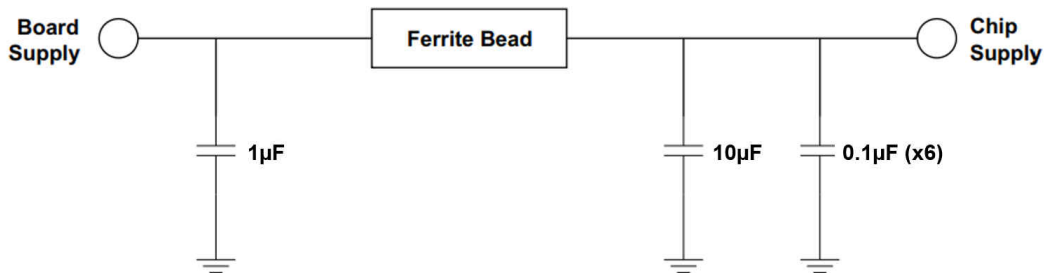 Board
Supply
Ferrite Bead
Chip
Supply
1µF
10µF
0.1µF (x6)